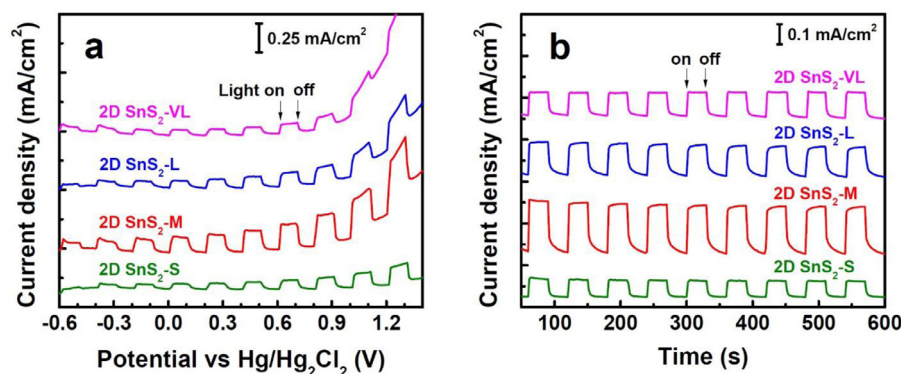 a
0.25 mA/cm²
Light on off
2D SnS₂-VL
2D SnS₂-L
2D SnS₂-M
2D SnS₂-S
Current density (mA/cm²)
-0.6 -0.3 0.0 0.3 0.6 0.9 1.2
Potential vs Hg/Hg₂Cl₂ (V)
b
0.1 mA/cm²
on off
2D SnS₂-VL
2D SnS₂-L
2D SnS₂-M
2D SnS₂-S
Current density (mA/cm²)
100 200 300 400 500 600
Time (s)